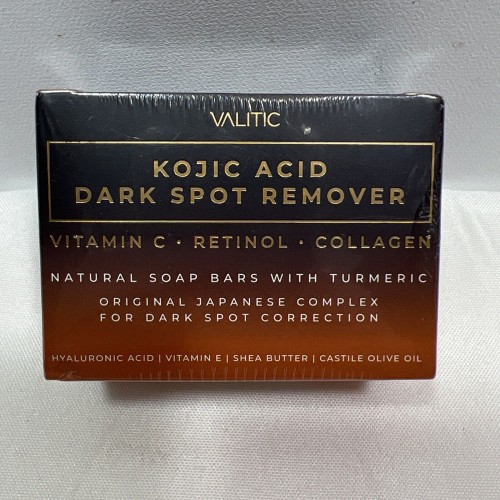 VALITIC
KOJIC ACID
DARK SPOT REMOVER
VITAMIN C · RETINOL · COLLAGEN
NATURAL SOAP BARS WITH TURMERIC
ORIGINAL JAPANESE COMPLEX
FOR DARK SPOT CORRECTION
HYALURONIC ACID | VITAMIN E | SHEA BUTTER | CASTILE OLIVE OIL